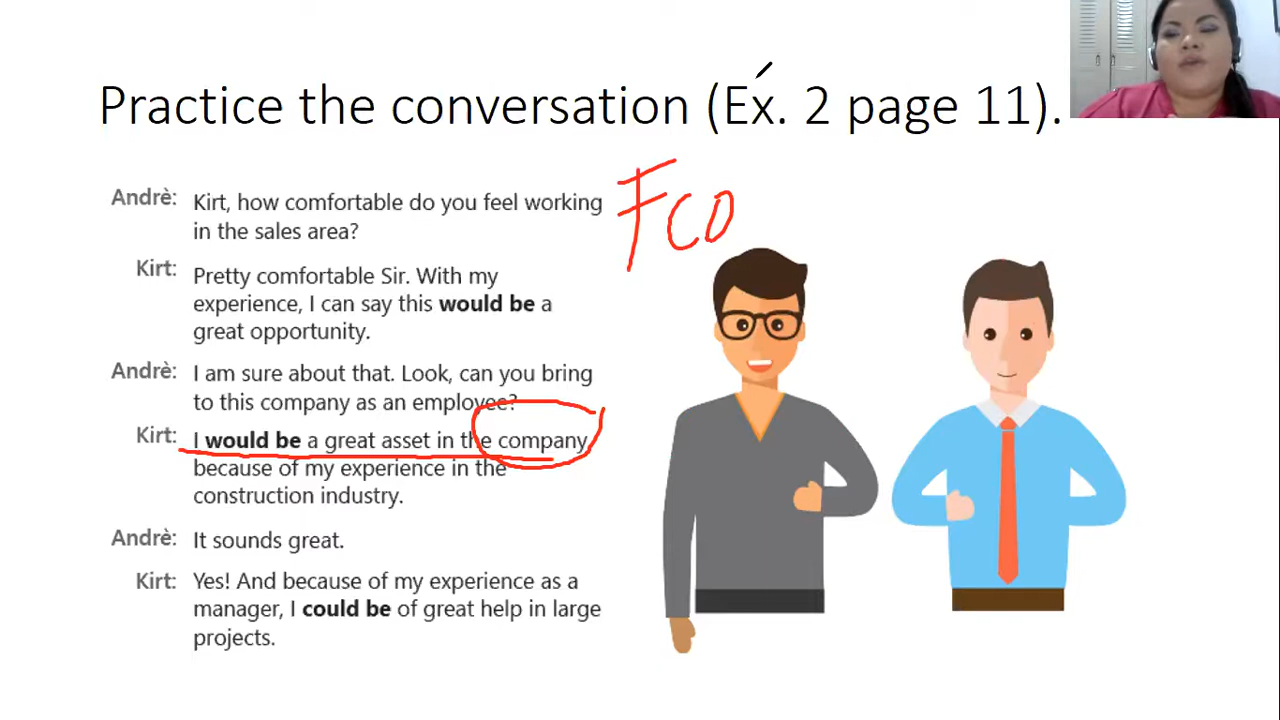 Practice the conversation (Ex. 2 page 11).
Andrè: Kirt, how comfortable do you feel working
in the sales area?
Kirt: Pretty comfortable Sir. With my
experience, I can say this would be a
great opportunity.
Andrè: I am sure about that. Look, can you bring
to this company as an employee?
Kirt: I would be a great asset in the company
because of my experience in the
construction industry.
Andrè: It sounds great.
Kirt: Yes! And because of my experience as a
manager, I could be of great help in large
projects.
Fco